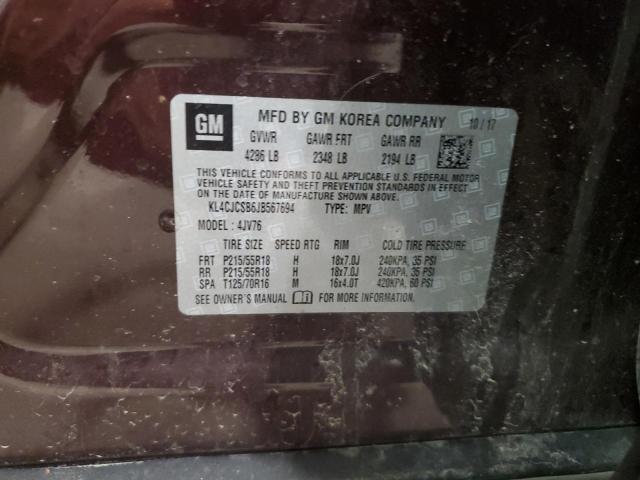 GM
MFD BY GM KOREA COMPANY 10/17
GVWR GAWR FRT GAWR RR
4286 LB 2348 LB 2194 LB
THIS VEHICLE CONFORMS TO ALL APPLICABLE U.S. FEDERAL MOTOR
VEHICLE SAFETY AND THEFT PREVENTION STANDARDS IN EFFECT ON
THE DATE OF MANUFACTURE SHOWN ABOVE.
KL4CJCSB6JB567694 TYPE: MPV
MODEL : 4JV76
TIRE SIZE SPEED RTG RIM COLD TIRE PRESSURE
FRT P215/55R18 H 18x7.0J 240KPA, 35 PSI
RR P215/55R18 H 18x7.0J 240KPA, 35 PSI
SPA T125/70R16 M 16x4.0T 420KPA, 60 PSI
SEE OWNER'S MANUAL FOR ADDITIONAL INFORMATION